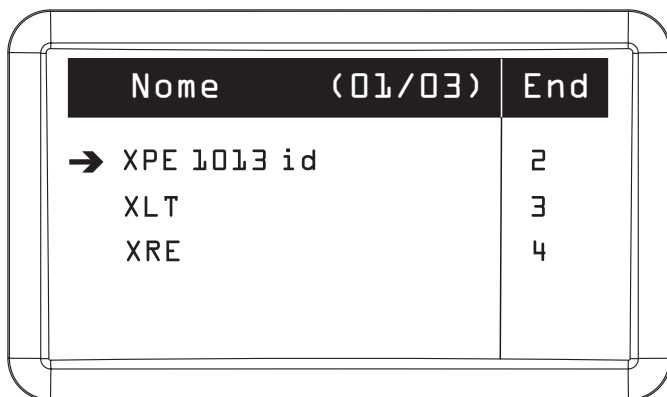 Nome (01/03) End
→ XPE 1013 id 2
XLT 3
XRE 4